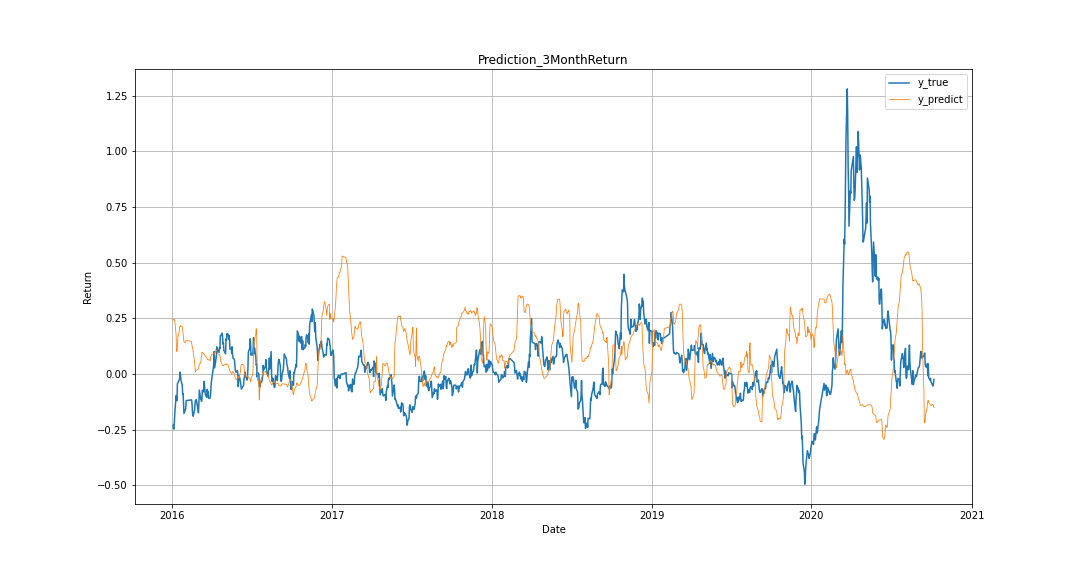 Prediction_3MonthReturn
y_true
y_predict
1.25
1.00
0.75
0.50
0.25
0.00
−0.25
−0.50
Return
2016 2017 2018 2019 2020 2021
Date